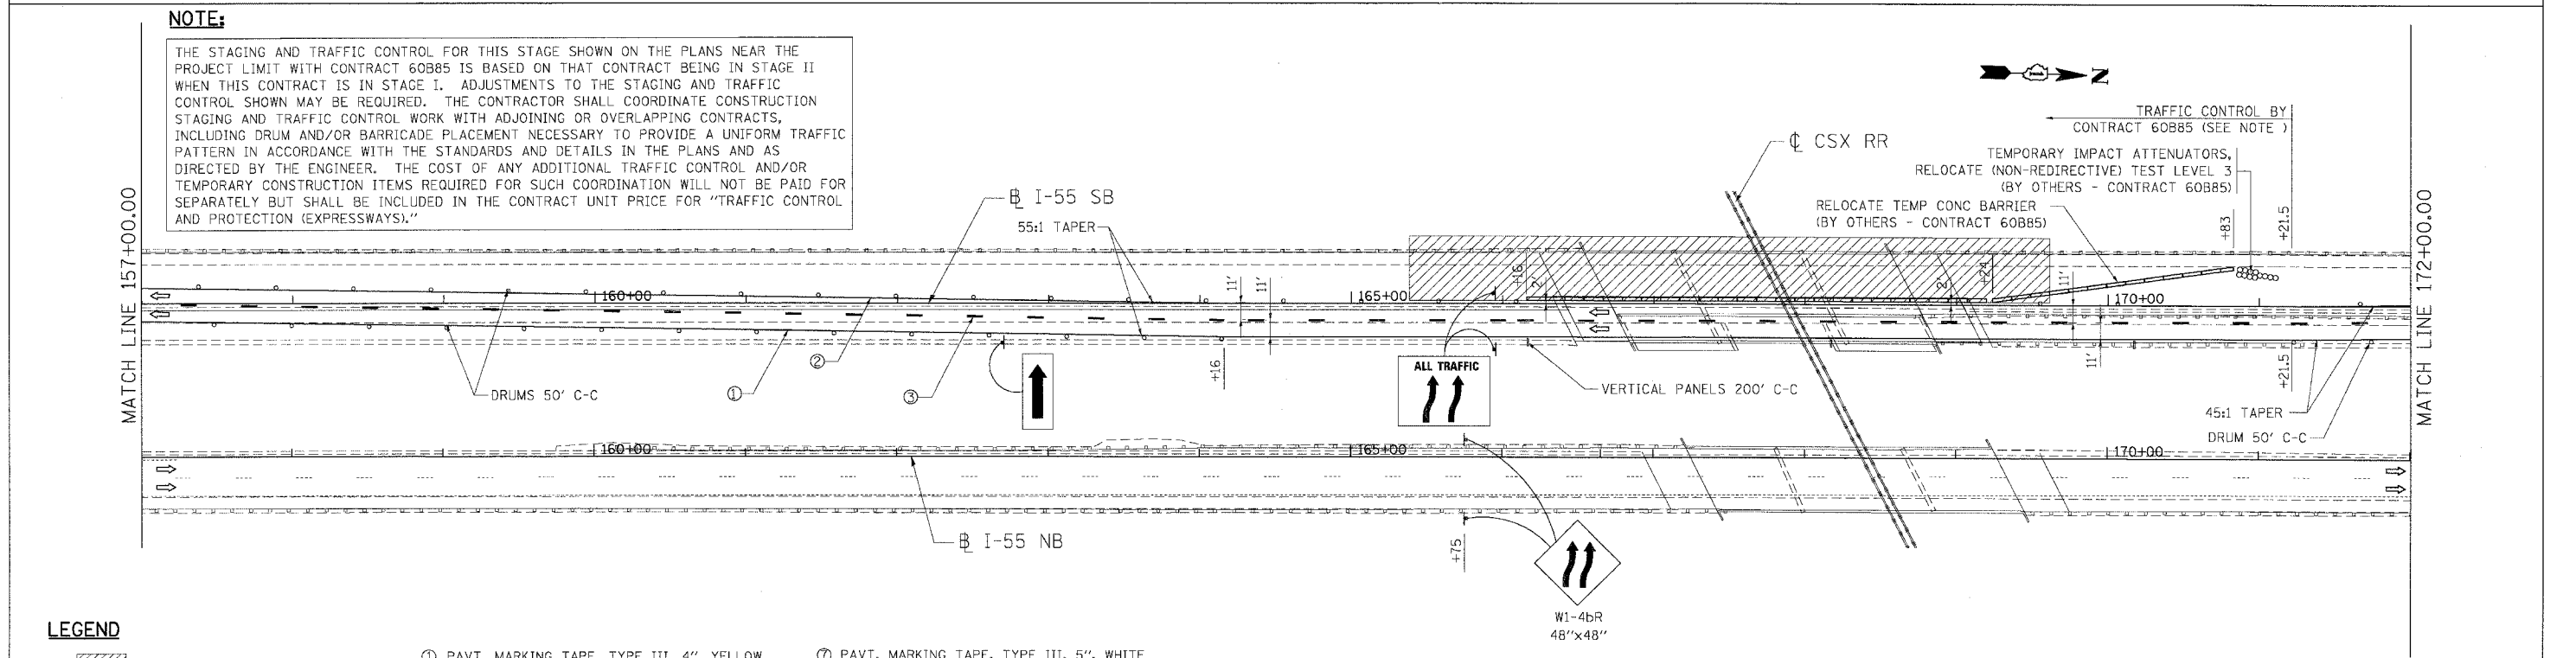 NOTE:
THE STAGING AND TRAFFIC CONTROL FOR THIS STAGE SHOWN ON THE PLANS NEAR THE
PROJECT LIMIT WITH CONTRACT 60B85 IS BASED ON THAT CONTRACT BEING IN STAGE II
WHEN THIS CONTRACT IS IN STAGE I. ADJUSTMENTS TO THE STAGING AND TRAFFIC
CONTROL SHOWN MAY BE REQUIRED. THE CONTRACTOR SHALL COORDINATE CONSTRUCTION
STAGING AND TRAFFIC CONTROL WORK WITH ADJOINING OR OVERLAPPING CONTRACTS,
INCLUDING DRUM AND/OR BARRICADE PLACEMENT NECESSARY TO PROVIDE A UNIFORM TRAFFIC
PATTERN IN ACCORDANCE WITH THE STANDARDS AND DETAILS IN THE PLANS AND AS
DIRECTED BY THE ENGINEER. THE COST OF ANY ADDITIONAL TRAFFIC CONTROL AND/OR
TEMPORARY CONSTRUCTION ITEMS REQUIRED FOR SUCH COORDINATION WILL NOT BE PAID FOR
SEPARATELY BUT SHALL BE INCLUDED IN THE CONTRACT UNIT PRICE FOR "TRAFFIC CONTROL
AND PROTECTION (EXPRESSWAYS)."
N
TRAFFIC CONTROL BY
CONTRACT 60B85 (SEE NOTE )
℄ CSX RR
TEMPORARY IMPACT ATTENUATORS,
RELOCATE (NON-REDIRECTIVE) TEST LEVEL 3
(BY OTHERS - CONTRACT 60B85)
RELOCATE TEMP CONC BARRIER
(BY OTHERS - CONTRACT 60B85)
BL I-55 SB
55:1 TAPER
MATCH LINE 157+00.00
MATCH LINE 172+00.00
+83
+21.5
+16
2'
2'
+24
11'
11'
11'
160+00
165+00
170+00
11'
+16
+21.5
DRUMS 50' C-C
①
②
③
ALL TRAFFIC
VERTICAL PANELS 200' C-C
45:1 TAPER
DRUM 50' C-C
160+00
165+00
170+00
BL I-55 NB
+75
W1-4bR
48"x48"
LEGEND
① PAVT. MARKING TAPE, TYPE III, 4", YELLOW
⑦ PAVT. MARKING TAPE, TYPE III, 5", WHITE